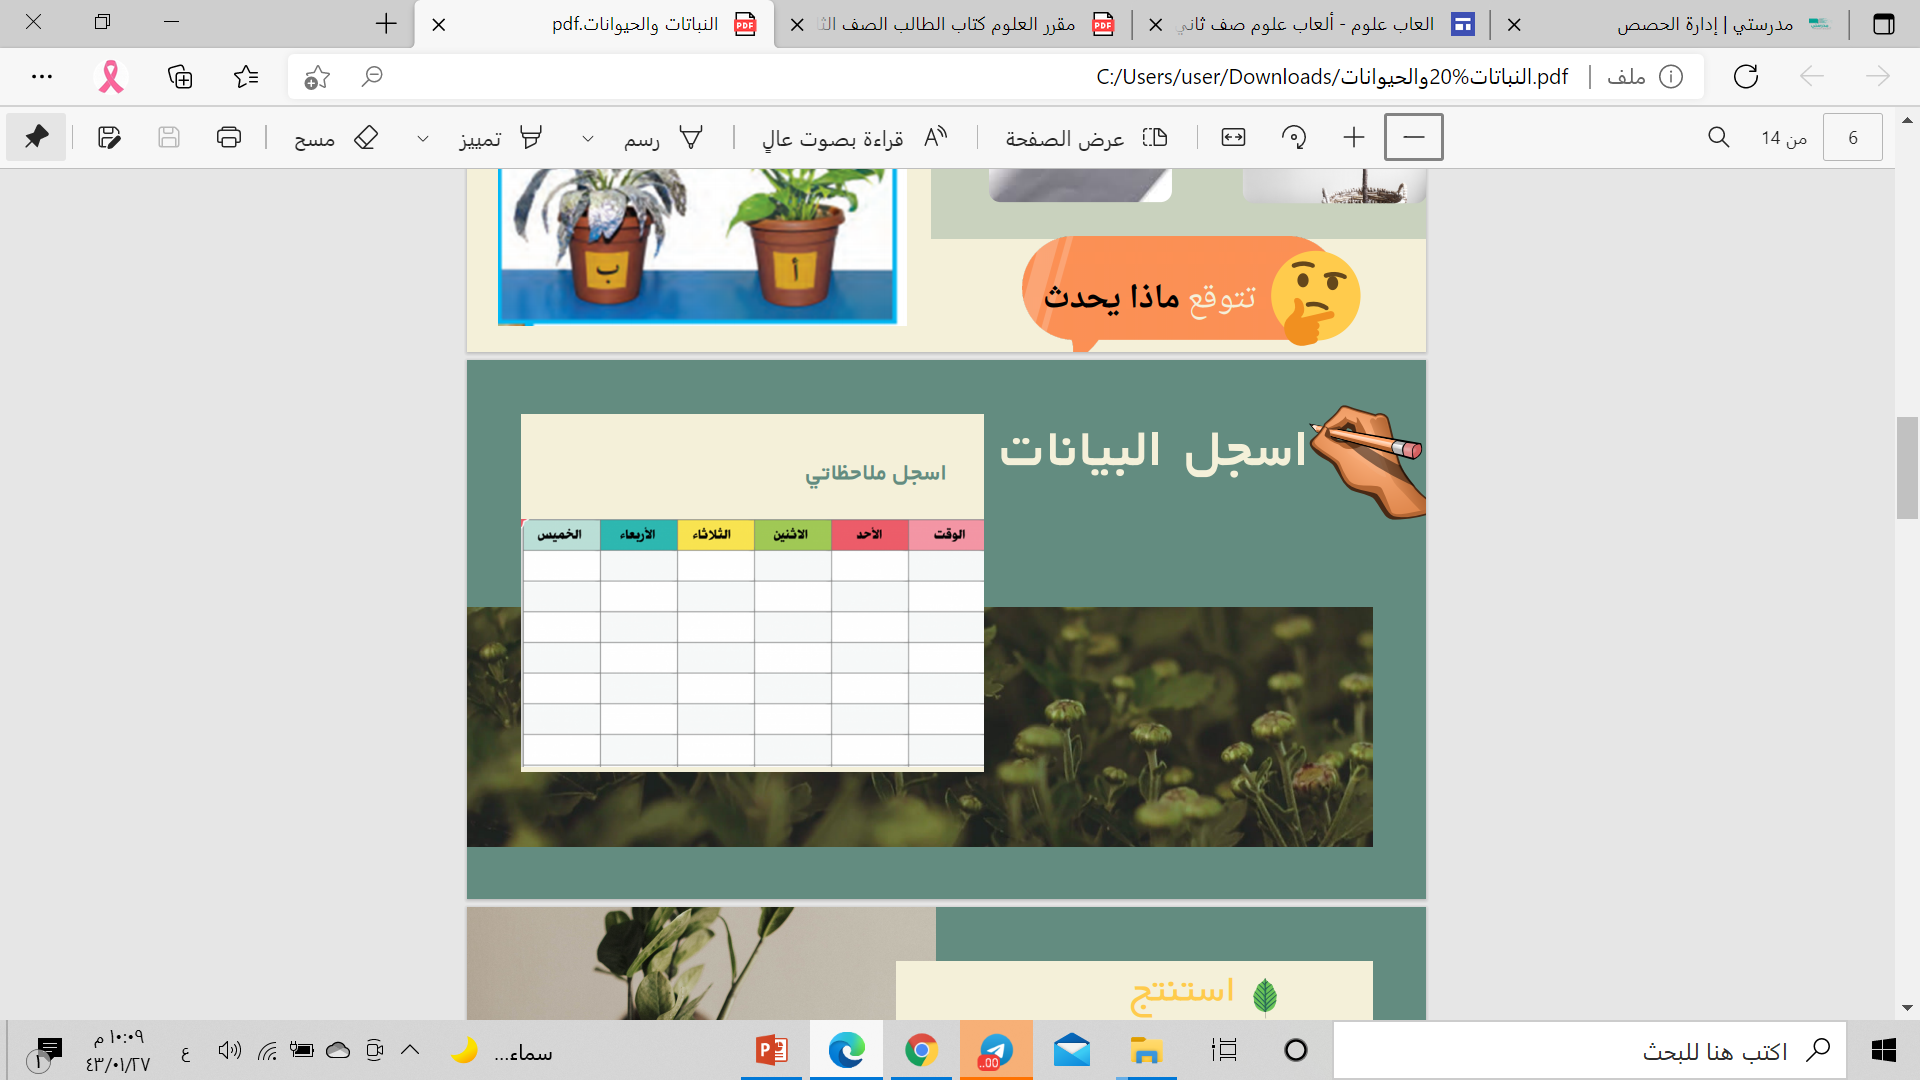 مدرستي | إدارة الحصص
العاب علوم - ألعاب علوم صف ثاني
مقرر العلوم كتاب الطالب الصف الثا
النباتات والحيوانات.pdf
ملف
C:/Users/user/Downloads/النباتات%20والحيوانات.pdf
6
من 14
عرض الصفحة
قراءة بصوت عالٍ
رسم
تمييز
مسح
أ
ب
تتوقع ماذا يحدث
اسجل البيانات
اسجل ملاحظاتي
الوقت الأحد الاثنين الثلاثاء الأربعاء الخميس
استنتج
اكتب هنا للبحث
سماء...
ع
١٠:٠٩ م
٤٣/٠١/٢٧
١